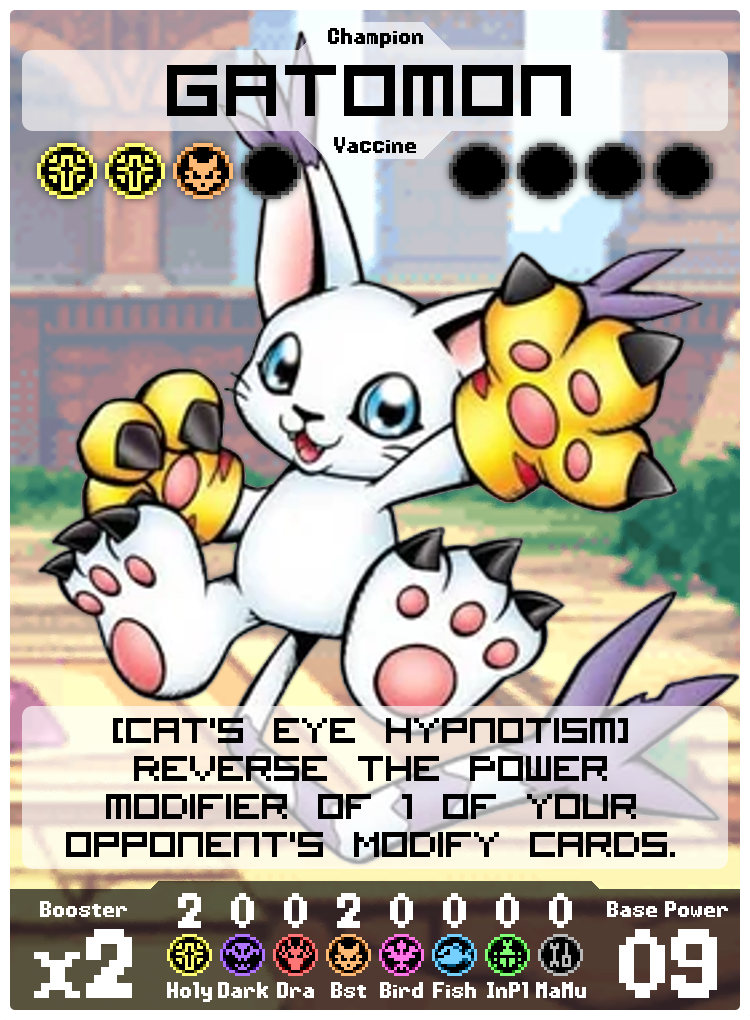 Champion
GATOMON
Vaccine
[CAT'S EYE HYPNOTISM]
REVERSE THE POWER
MODIFIER OF 1 OF YOUR
OPPONENT'S MODIFY CARDS.
Booster
2 0 0 2 0 0 0 0
Base Power
x2
09
Holy Dark Dra Bst Bird Fish InPl MaMu